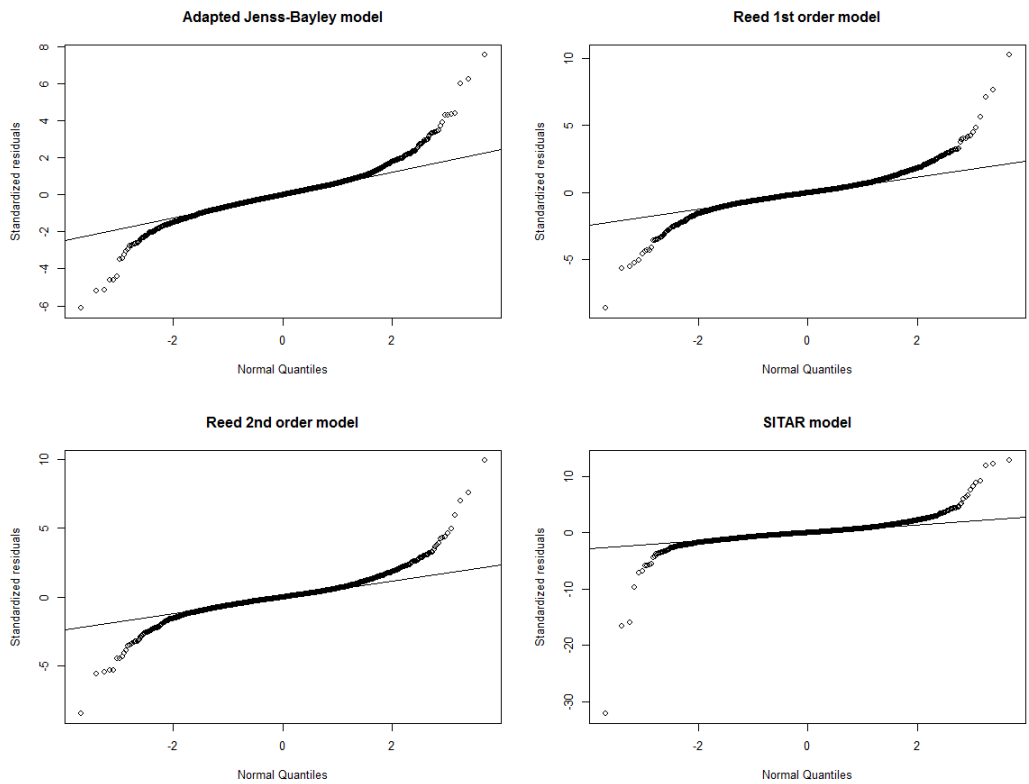 Adapted Jenss-Bayley model
Standardized residuals
8
6
4
2
0
-2
-4
-6
-2
0
2
Normal Quantiles
Reed 1st order model
Standardized residuals
10
5
0
-5
-2
0
2
Normal Quantiles
Reed 2nd order model
Standardized residuals
10
5
0
-5
-2
0
2
Normal Quantiles
SITAR model
Standardized residuals
10
0
-10
-20
-30
-2
0
2
Normal Quantiles